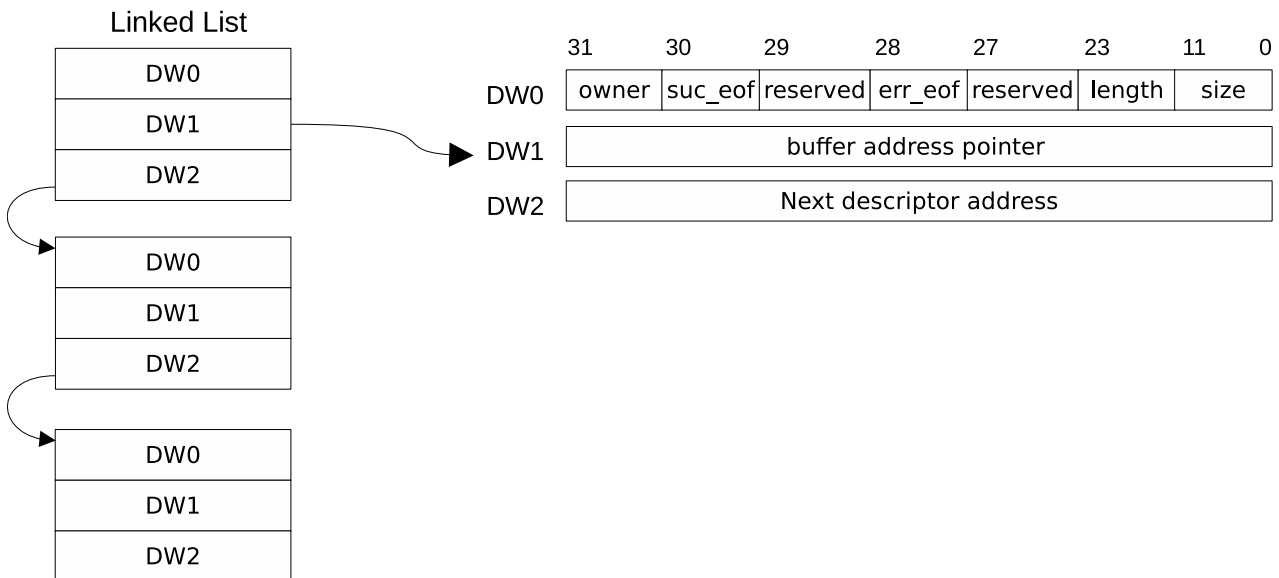 Linked List
DW0
DW1
DW2
DW0
DW1
DW2
DW0
DW1
DW2
31 30 29 28 27 23 11 0
DW0 owner suc_eof reserved err_eof reserved length size
DW1 buffer address pointer
DW2 Next descriptor address